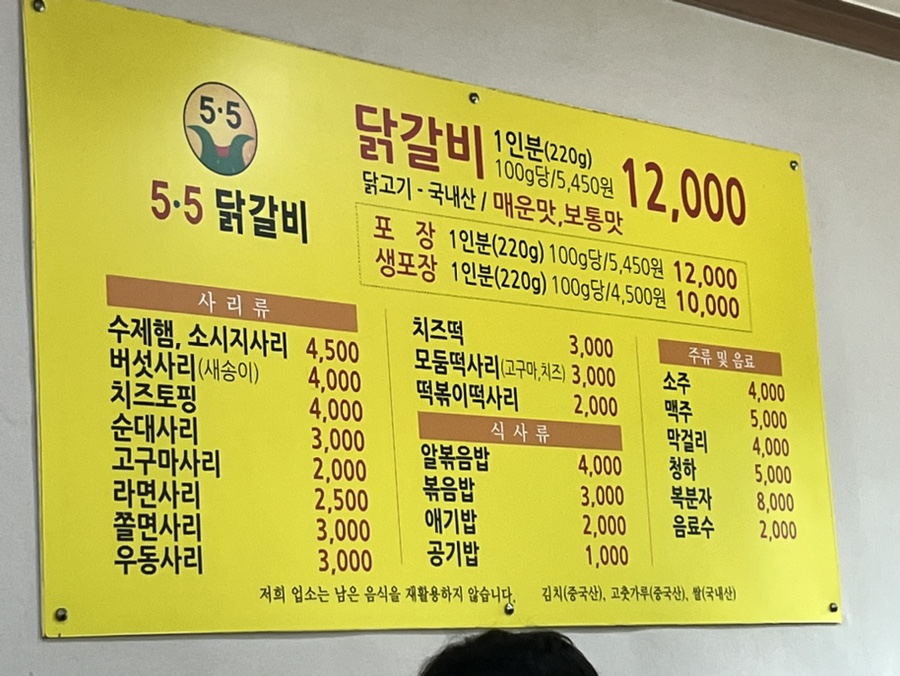 5·5
5·5 닭갈비
닭갈비 1인분(220g) 12,000
100g당/5,450원
닭고기 - 국내산 / 매운맛,보통맛
포 장 1인분(220g) 100g당/5,450원 12,000
생포장 1인분(220g) 100g당/4,500원 10,000
사 리 류
수제햄, 소시지사리 4,500
버섯사리(새송이) 4,000
치즈토핑 4,000
순대사리 3,000
고구마사리 2,000
라면사리 2,500
쫄면사리 3,000
우동사리 3,000
치즈떡 3,000
모둠떡사리(고구마,치즈) 3,000
떡볶이떡사리 2,000
식 사 류
알볶음밥 4,000
볶음밥 3,000
애기밥 2,000
공기밥 1,000
주류 및 음료
소주 4,000
맥주 5,000
막걸리 4,000
청하 5,000
복분자 8,000
음료수 2,000
저희 업소는 남은 음식을 재활용하지 않습니다. 김치(중국산), 고춧가루(중국산), 쌀(국내산)